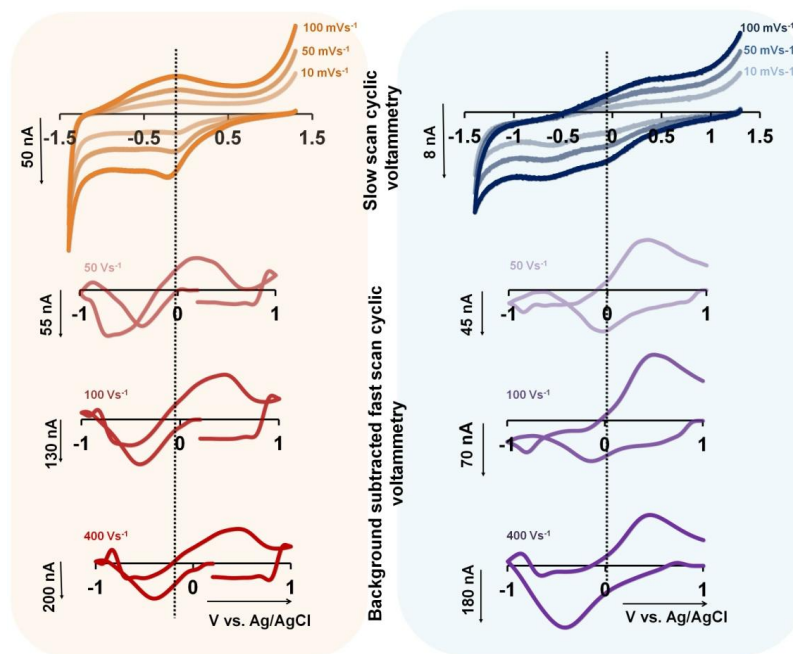 100 mVs-1
50 mVs-1
10 mVs-1
-1.5 -0.5 0.5 1.5
50 nA
Slow scan cyclic
voltammetry
100 mVs-1
50 mVs-1
10 mVs-1
-1.5 -1 -0.5 0 0.5 1 1.5
8 nA
50 Vs-1
-1 0 1
55 nA
100 Vs-1
-1 0 1
130 nA
400 Vs-1
-1 0 1
200 nA
V vs. Ag/AgCl
Background subtracted fast scan cyclic
voltammetry
50 Vs-1
-1 0 1
45 nA
100 Vs-1
-1 0 1
70 nA
400 Vs-1
-1 0 1
180 nA
V vs. Ag/AgCl